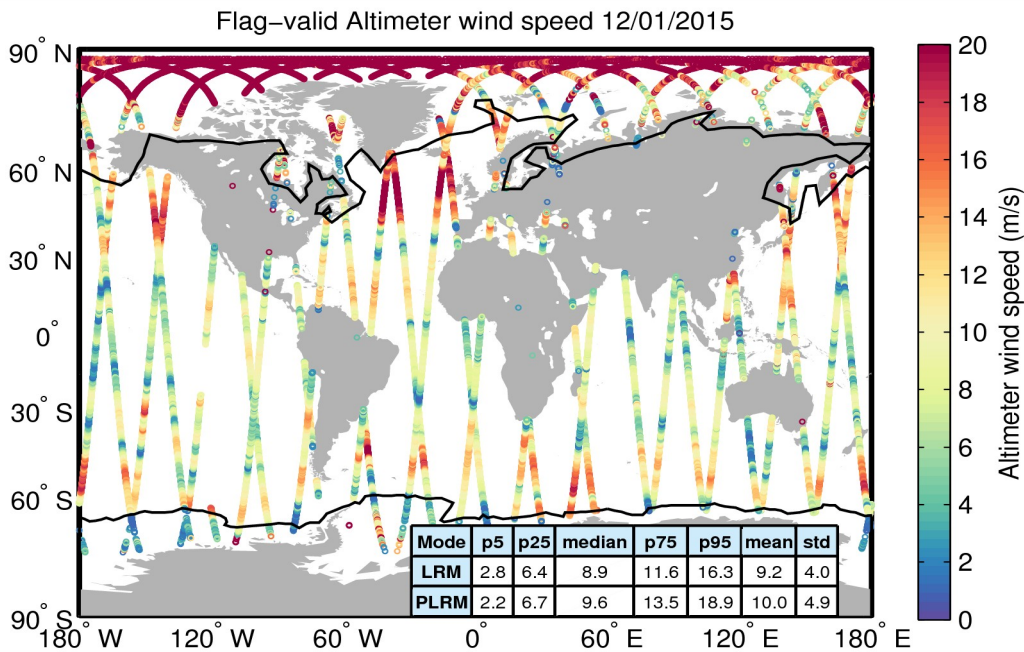 Flag−valid Altimeter wind speed 12/01/2015
90° N
60° N
30° N
0°
30° S
60° S
90° S
180° W
120° W
60° W
0°
60° E
120° E
180° E
Mode p5 p25 median p75 p95 mean std
LRM 2.8 6.4 8.9 11.6 16.3 9.2 4.0
PLRM 2.2 6.7 9.6 13.5 18.9 10.0 4.9
20
18
16
14
12
10
8
6
4
2
0
Altimeter wind speed (m/s)